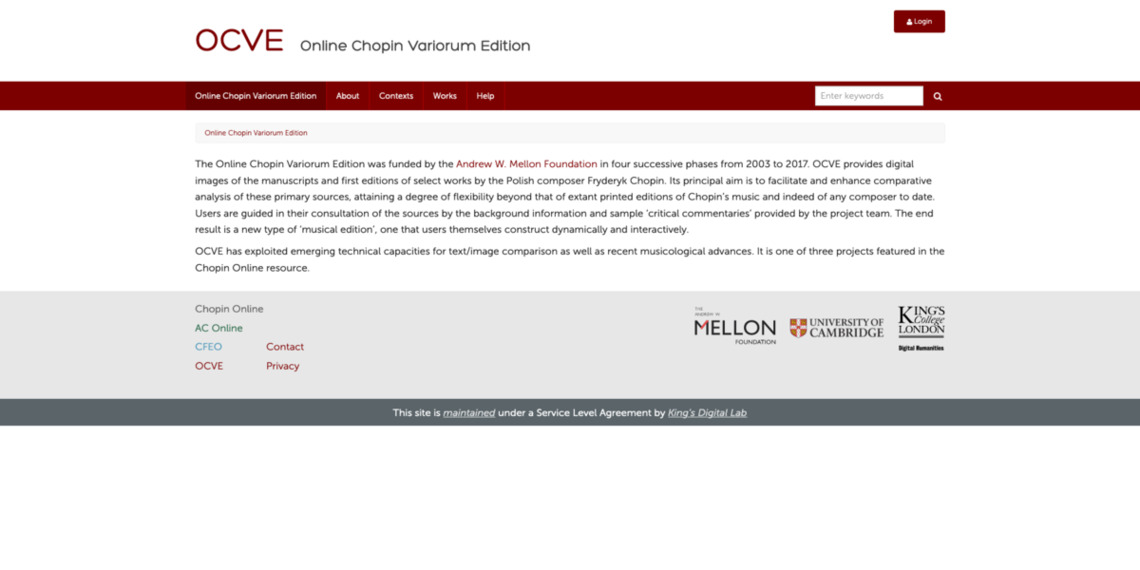 Login
OCVE Online Chopin Variorum Edition
Online Chopin Variorum Edition About Contexts Works Help Enter keywords
Online Chopin Variorum Edition
The Online Chopin Variorum Edition was funded by the Andrew W. Mellon Foundation in four successive phases from 2003 to 2017. OCVE provides digital
images of the manuscripts and first editions of select works by the Polish composer Fryderyk Chopin. Its principal aim is to facilitate and enhance comparative
analysis of these primary sources, attaining a degree of flexibility beyond that of extant printed editions of Chopin's music and indeed of any composer to date.
Users are guided in their consultation of the sources by the background information and sample 'critical commentaries' provided by the project team. The end
result is a new type of 'musical edition', one that users themselves construct dynamically and interactively.
OCVE has exploited emerging technical capacities for text/image comparison as well as recent musicological advances. It is one of three projects featured in the
Chopin Online resource.
Chopin Online
AC Online
CFEO Contact
OCVE Privacy
THE
ANDREW W.
MELLON
FOUNDATION
UNIVERSITY OF
CAMBRIDGE
KING'S
College
LONDON
Digital Humanities
This site is maintained under a Service Level Agreement by King's Digital Lab